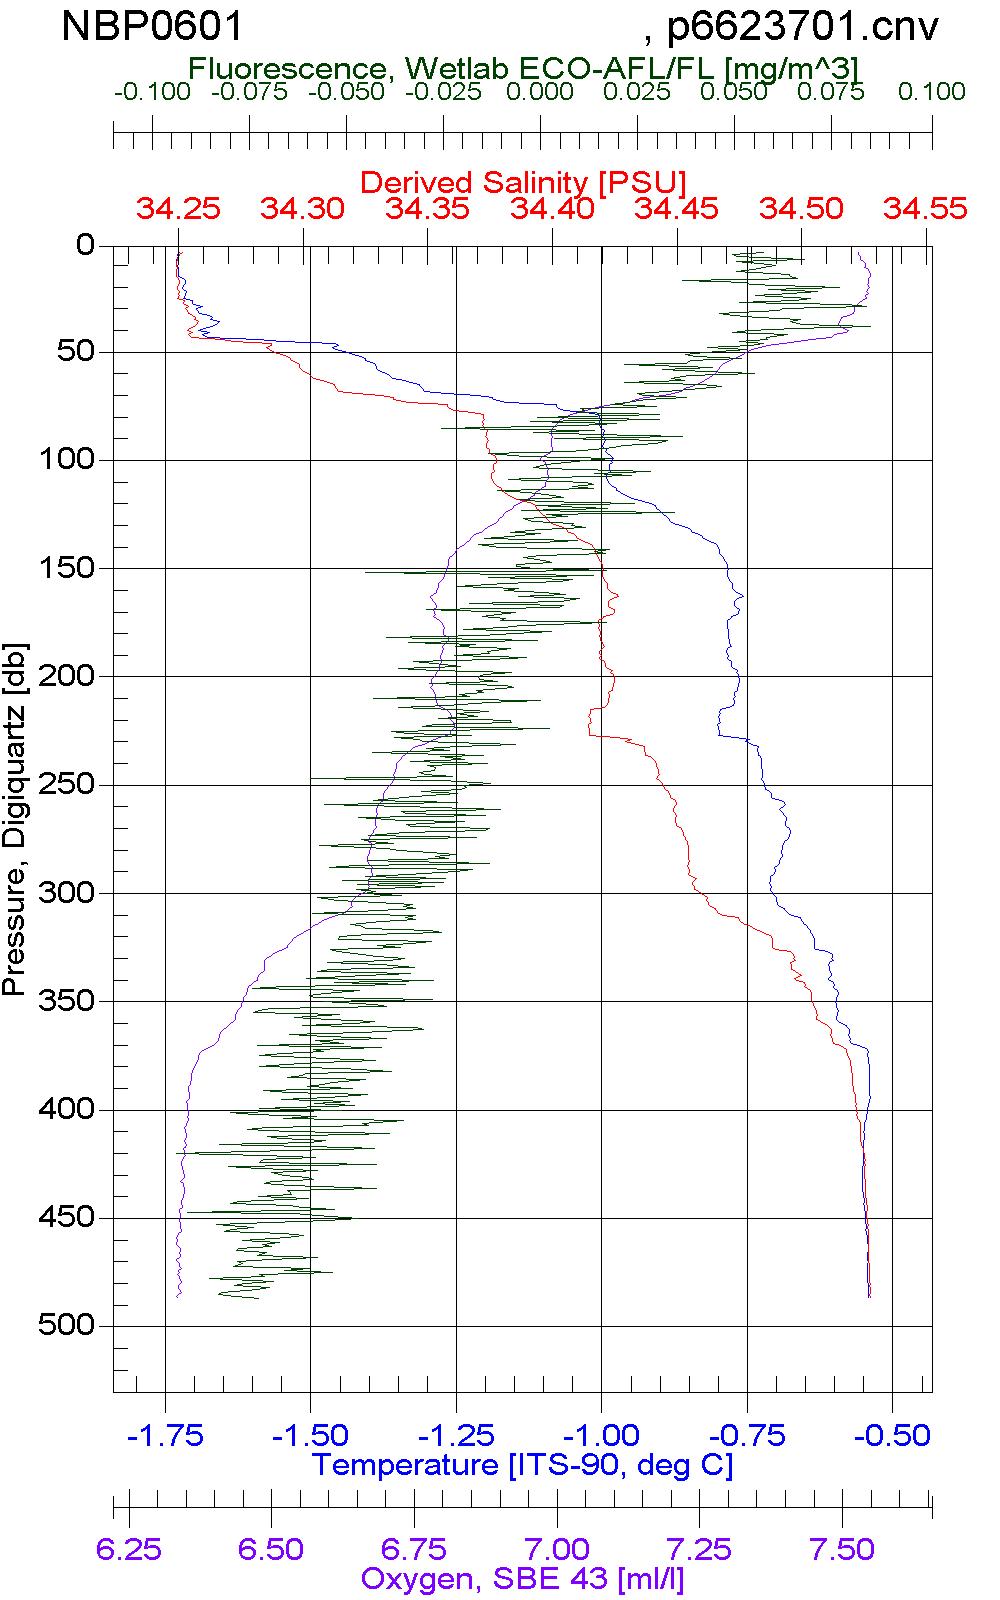 NBP0601 , p6623701.cnv
Fluorescence, Wetlab ECO-AFL/FL [mg/m^3]
-0.100 -0.075 -0.050 -0.025 0.000 0.025 0.050 0.075 0.100
Derived Salinity [PSU]
34.25 34.30 34.35 34.40 34.45 34.50 34.55
0
50
100
150
200
250
300
350
400
450
500
Pressure, Digiquartz [db]
-1.75 -1.50 -1.25 -1.00 -0.75 -0.50
Temperature [ITS-90, deg C]
6.25 6.50 6.75 7.00 7.25 7.50
Oxygen, SBE 43 [ml/l]